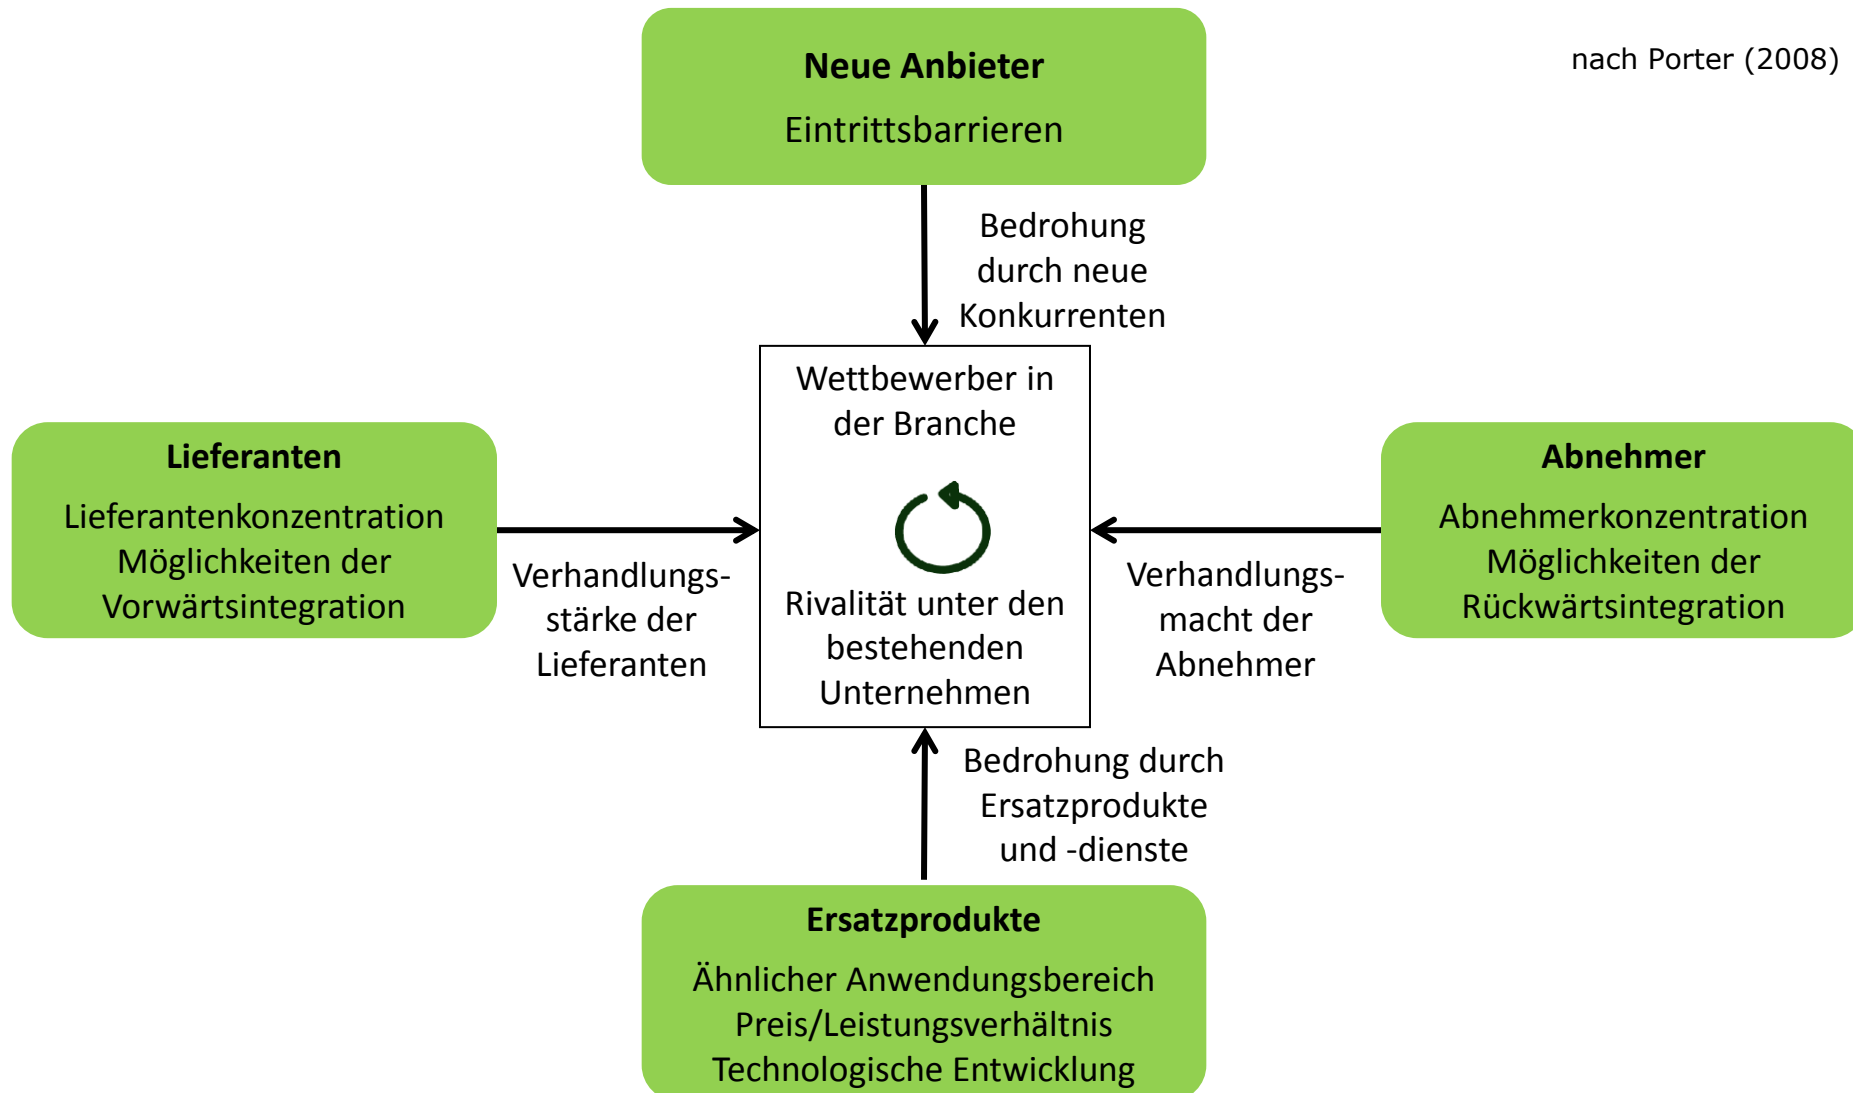 Neue Anbieter
Eintrittsbarrieren
nach Porter (2008)
Bedrohung
durch neue
Konkurrenten
Wettbewerber in
der Branche
Rivalität unter den
bestehenden
Unternehmen
Lieferanten
Lieferantenkonzentration
Möglichkeiten der
Vorwärtsintegration
Verhandlungs-
stärke der
Lieferanten
Verhandlungs-
macht der
Abnehmer
Abnehmer
Abnehmerkonzentration
Möglichkeiten der
Rückwärtsintegration
Bedrohung durch
Ersatzprodukte
und -dienste
Ersatzprodukte
Ähnlicher Anwendungsbereich
Preis/Leistungsverhältnis
Technologische Entwicklung